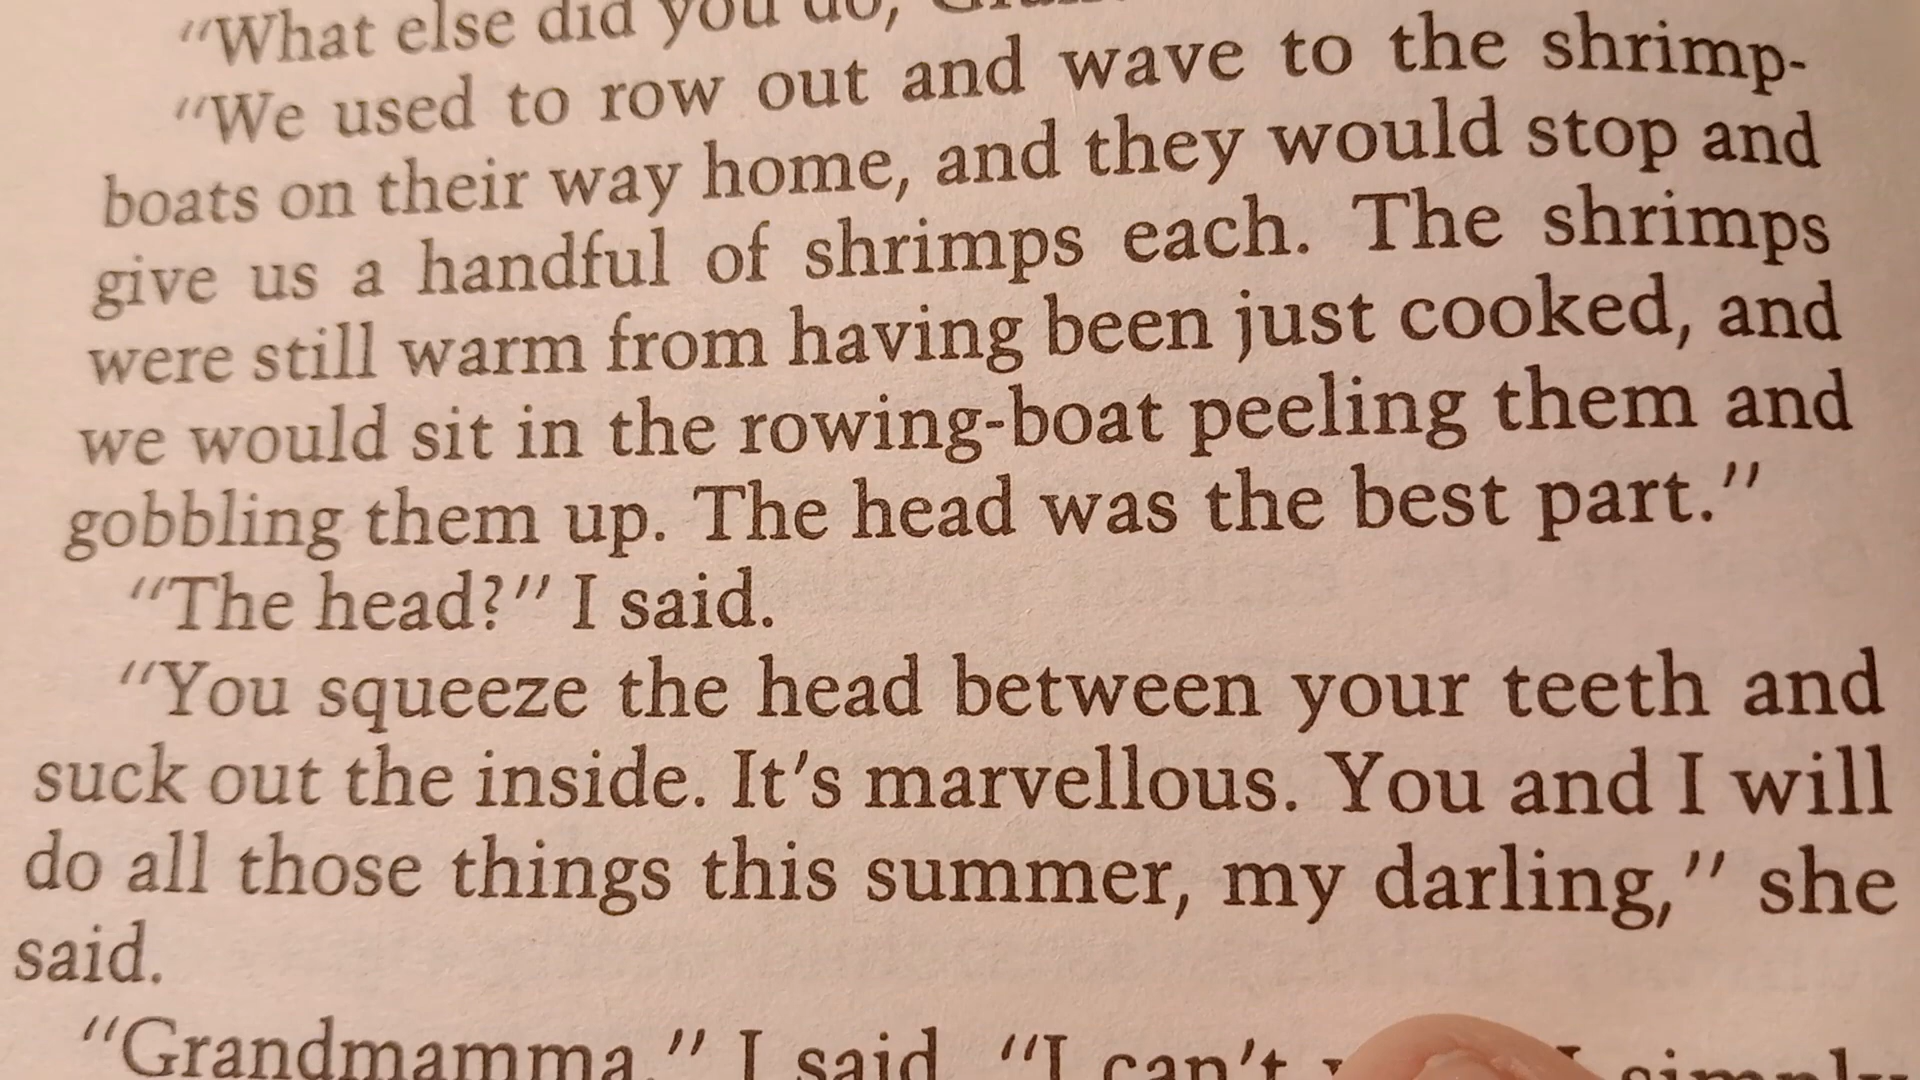 "What else did you do,
"We used to row out and wave to the shrimp-
boats on their way home, and they would stop and
give us a handful of shrimps each. The shrimps
were still warm from having been just cooked, and
we would sit in the rowing-boat peeling them and
gobbling them up. The head was the best part."
"The head?" I said.
"You squeeze the head between your teeth and
suck out the inside. It's marvellous. You and I will
do all those things this summer, my darling," she
said.
"Grandmamma," I said, "I can't I simply